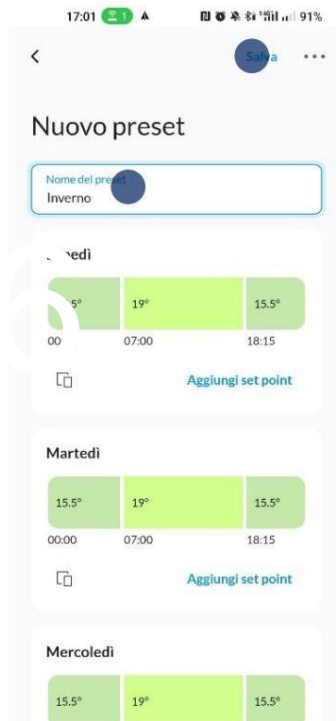 17:01 1 91%
Salva
Nuovo preset
Nome del preset
Inverno
19° 15.5°
07:00 18:15
Aggiungi set point
Martedì
15.5° 19° 15.5°
00:00 07:00 18:15
Aggiungi set point
Mercoledì
15.5° 19° 15.5°